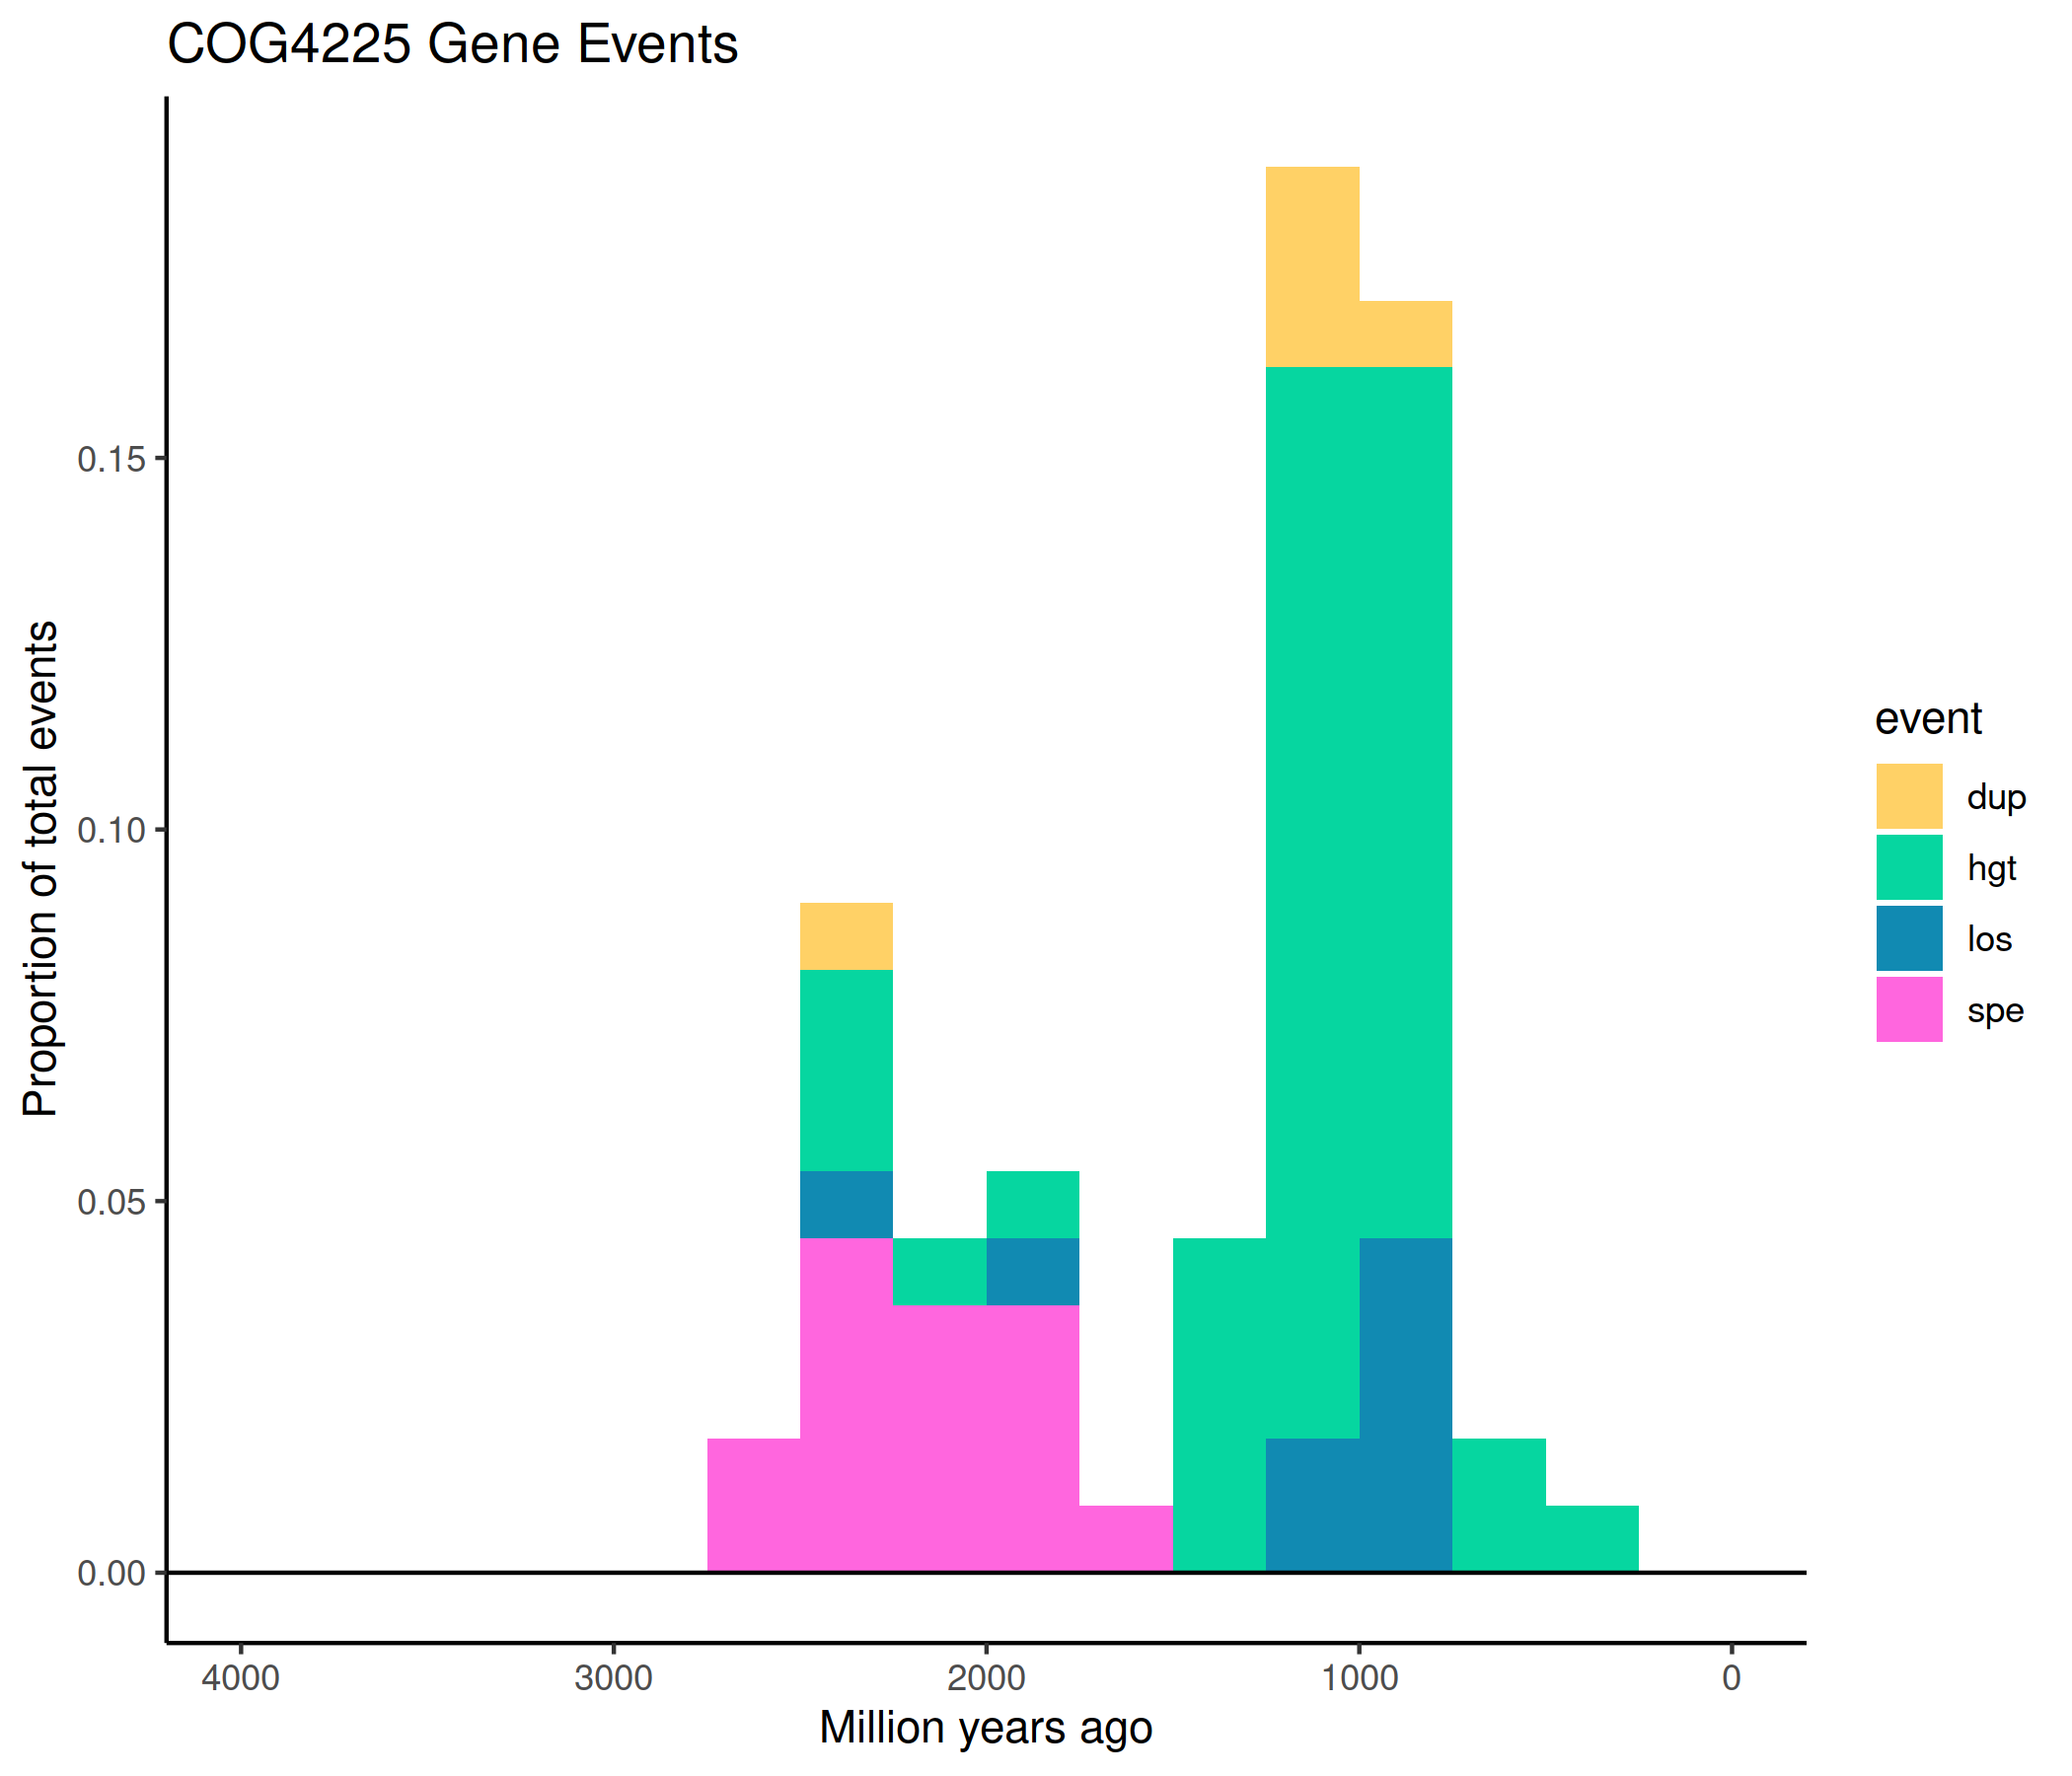 COG4225 Gene Events
Proportion of total events
0.15
0.10
0.05
0.00
4000 3000 2000 1000 0
Million years ago
event
dup
hgt
los
spe